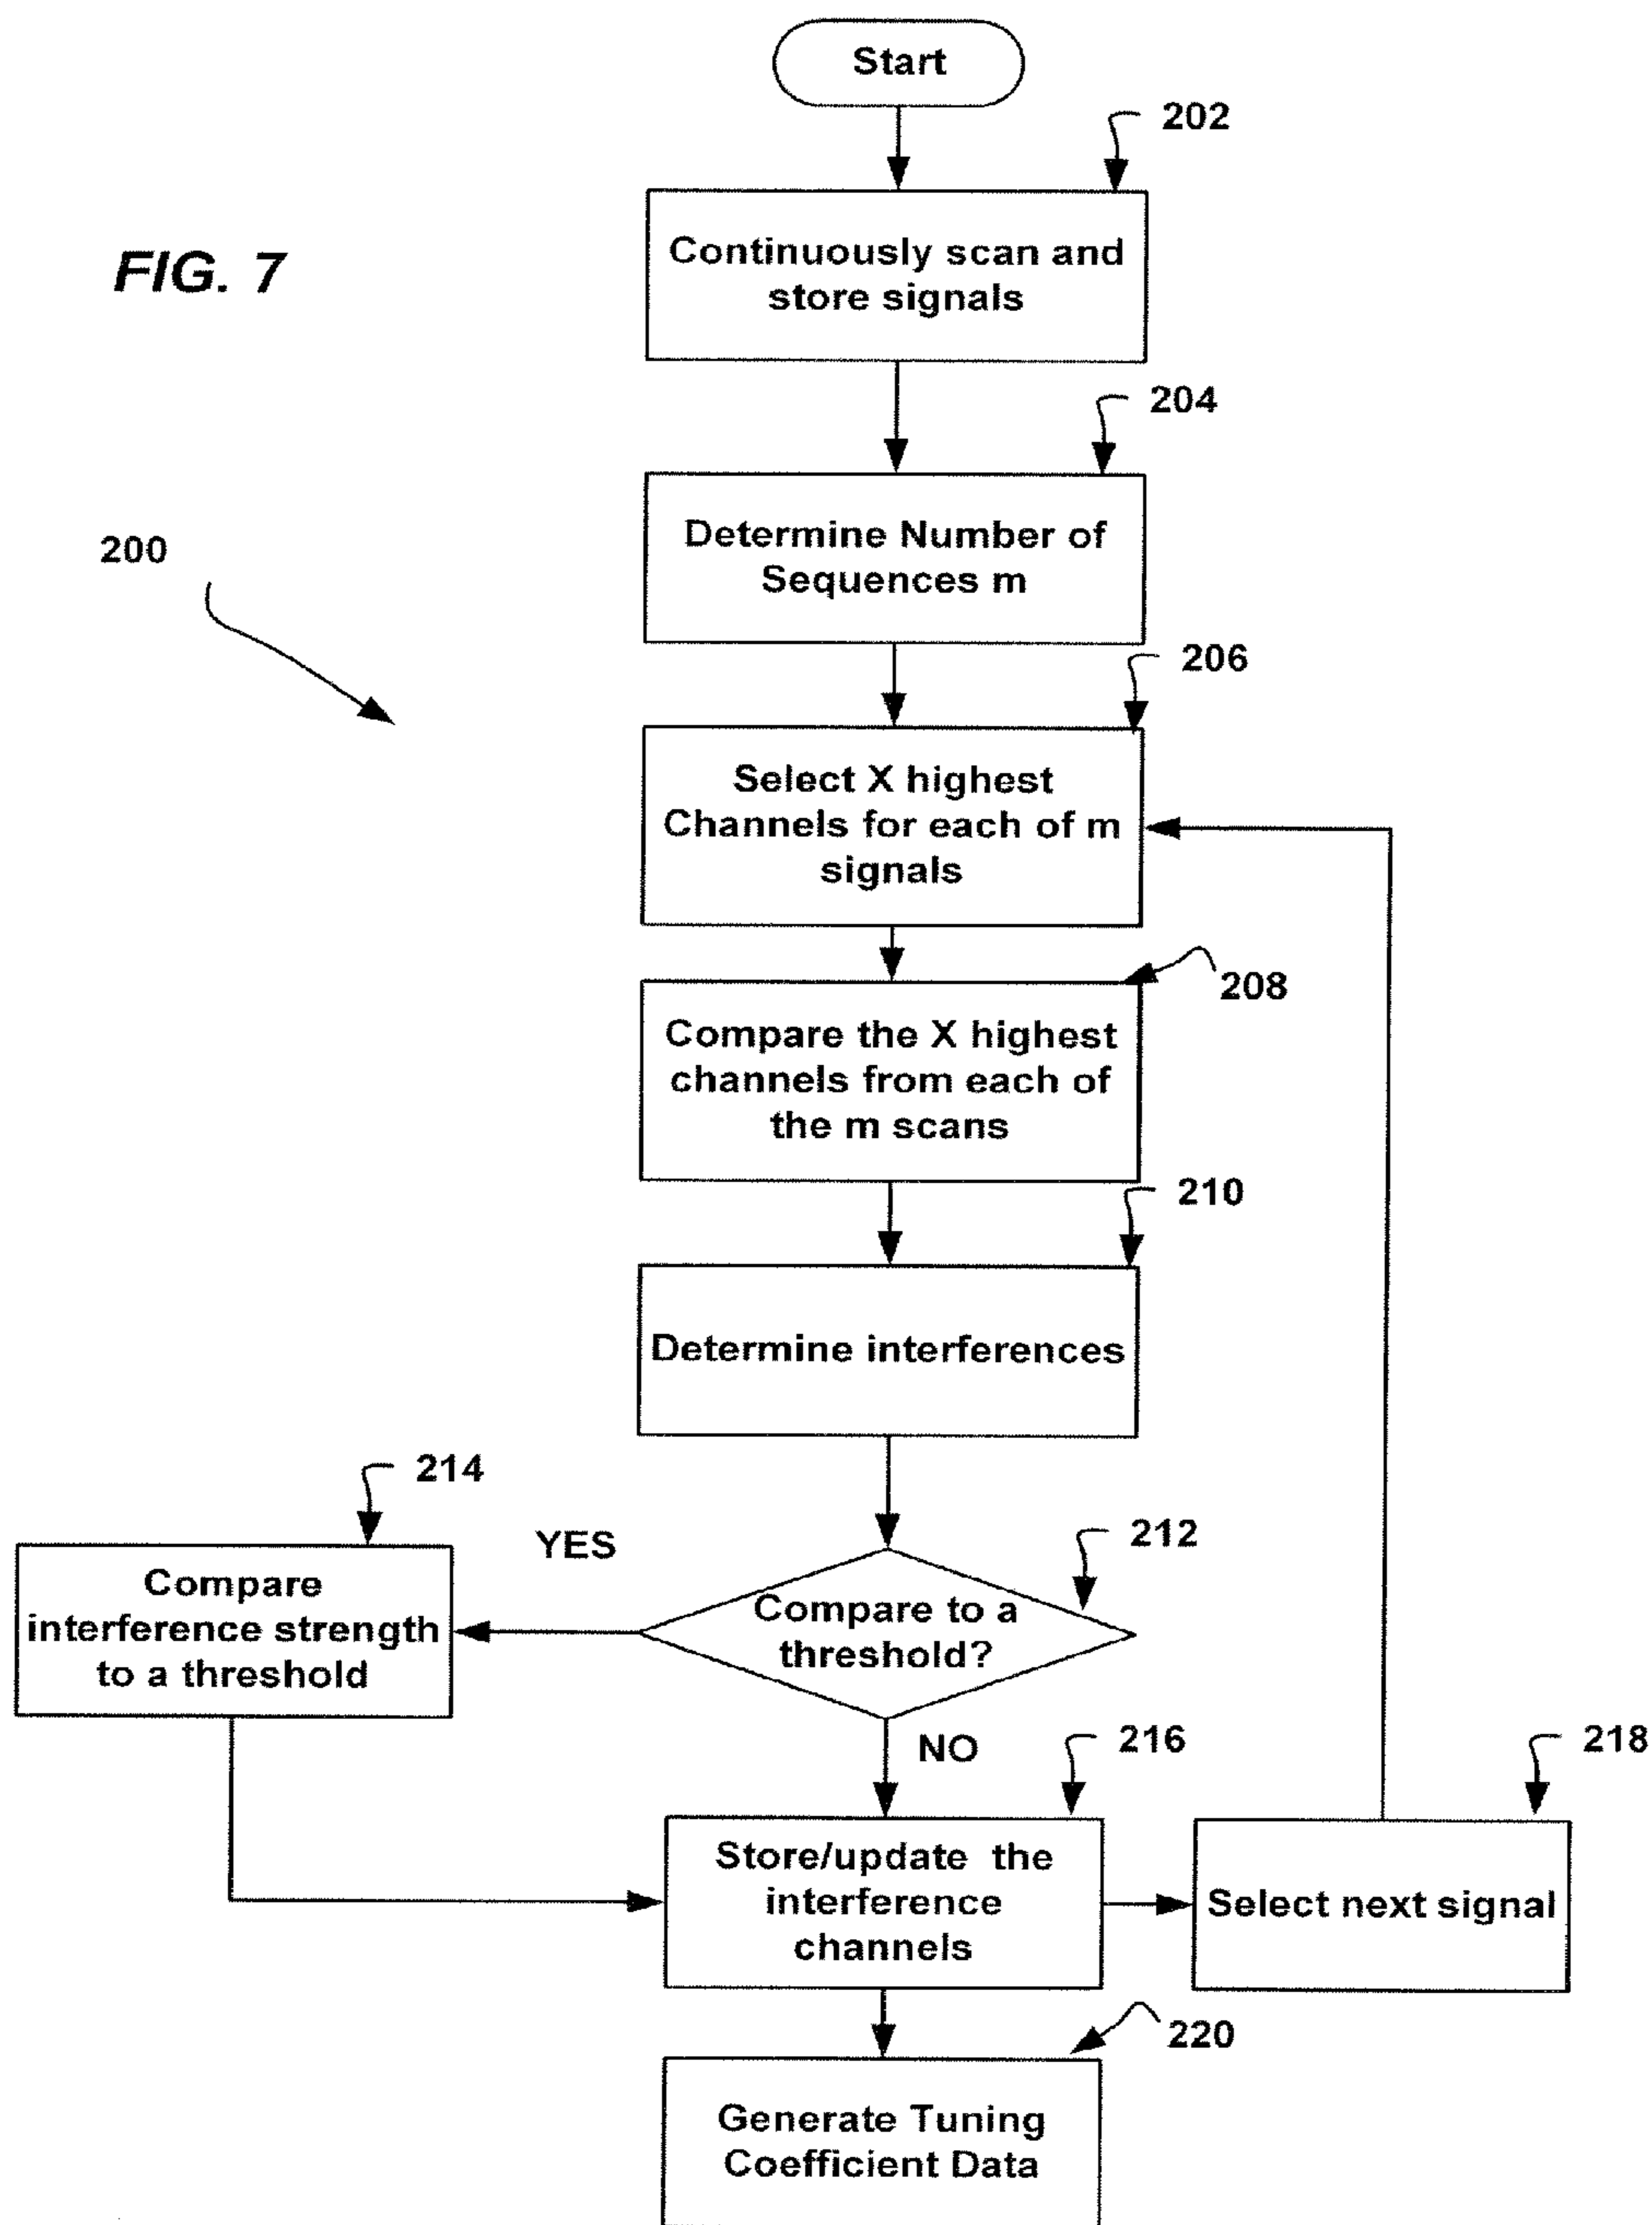 Start
202
FIG. 7
Continuously scan and
store signals
204
Determine Number of
Sequences m
200
206
Select X highest
Channels for each of m
signals
208
Compare the X highest
channels from each of
the m scans
210
Determine interferences
214
212
YES
Compare
interference strength
to a threshold
Compare to a
threshold?
NO
216
218
Store/update the
interference
channels
Select next signal
220
Generate Tuning
Coefficient Data